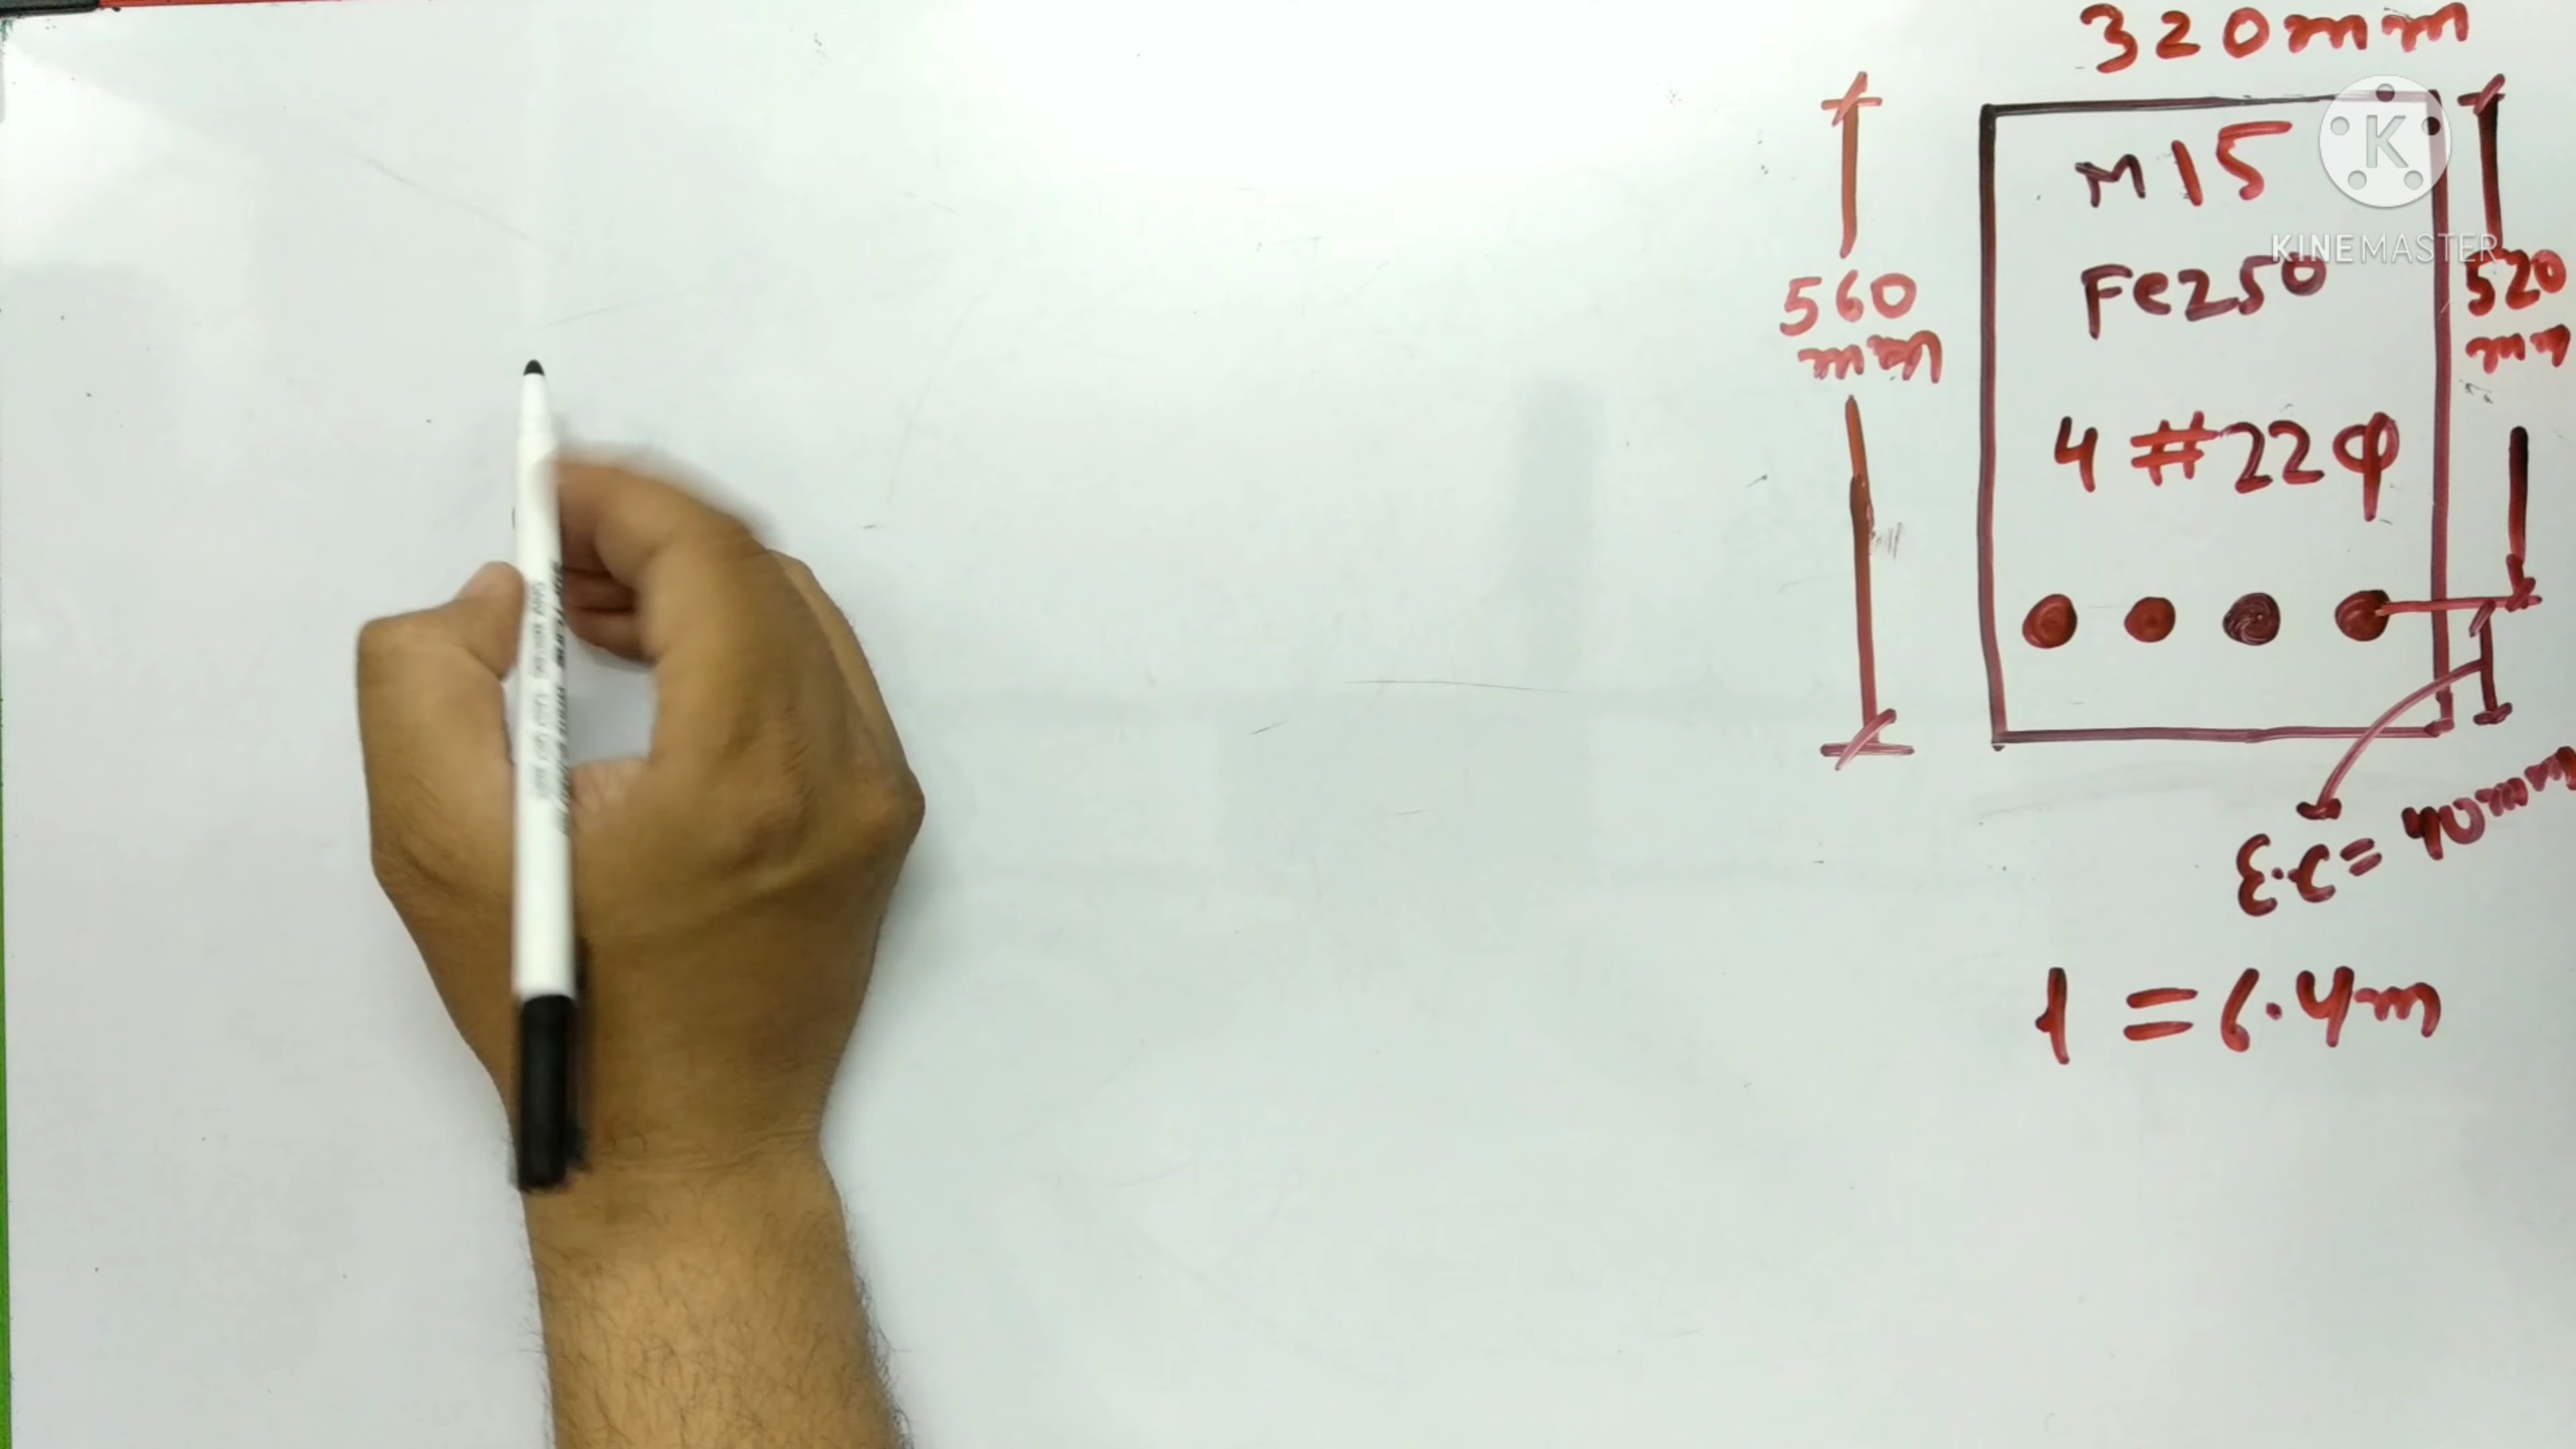 320mm
M15
KINEMASTER
Fe250
560
mm
520
mm
4 #22φ
E.C = 40mm
l = 6.4m